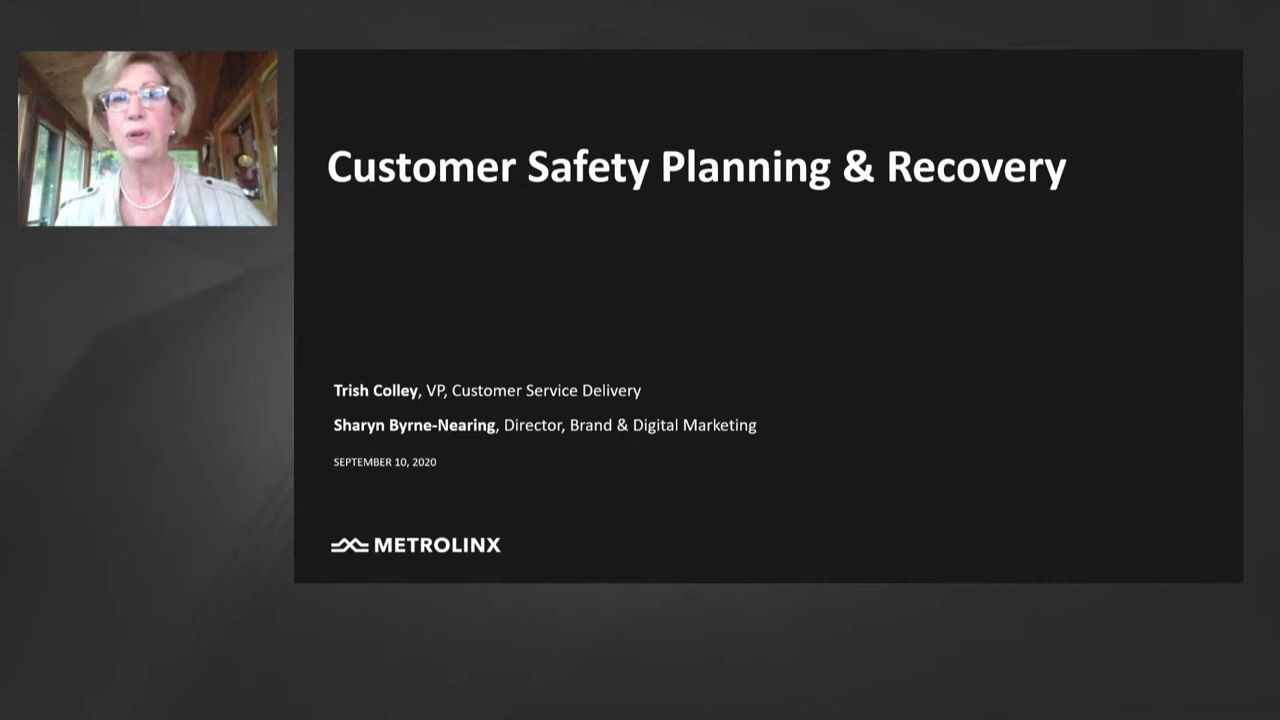 Customer Safety Planning & Recovery
Trish Colley, VP, Customer Service Delivery
Sharyn Byrne-Nearing, Director, Brand & Digital Marketing
SEPTEMBER 10, 2020
METROLINX